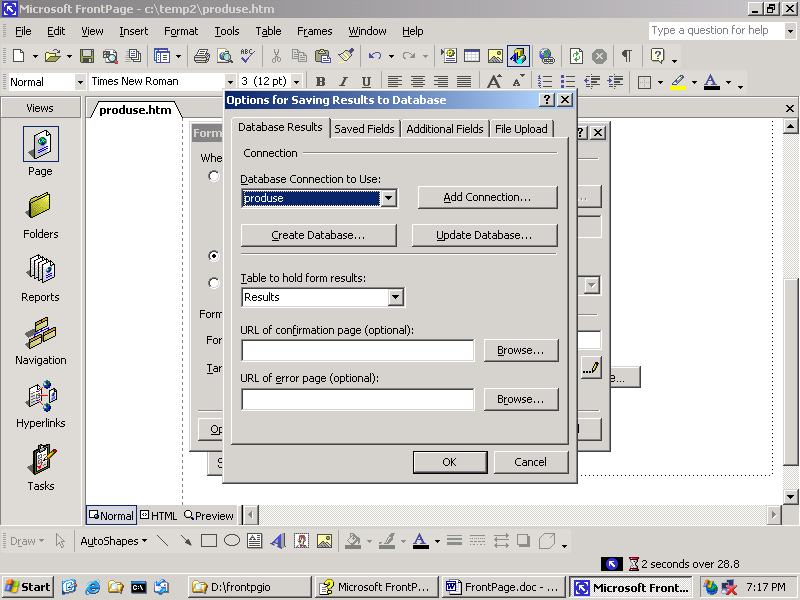 Microsoft FrontPage - c:\temp2\produse.htm
File Edit View Insert Format Tools Table Frames Window Help
Type a question for help
Normal Times New Roman 3 (12 pt) B I U
Views
produse.htm
Page
Folders
Reports
Navigation
Hyperlinks
Tasks
Options for Saving Results to Database
Database Results Saved Fields Additional Fields File Upload
Connection
Database Connection to Use:
produse
Add Connection...
Create Database... Update Database...
Table to hold form results:
Results
URL of confirmation page (optional):
Browse...
URL of error page (optional):
Browse...
OK Cancel
Form
Normal HTML Preview
Draw AutoShapes
2 seconds over 28.8
Start D:\frontpgio Microsoft FrontP... FrontPage.doc - ... Microsoft Front... 7:17 PM